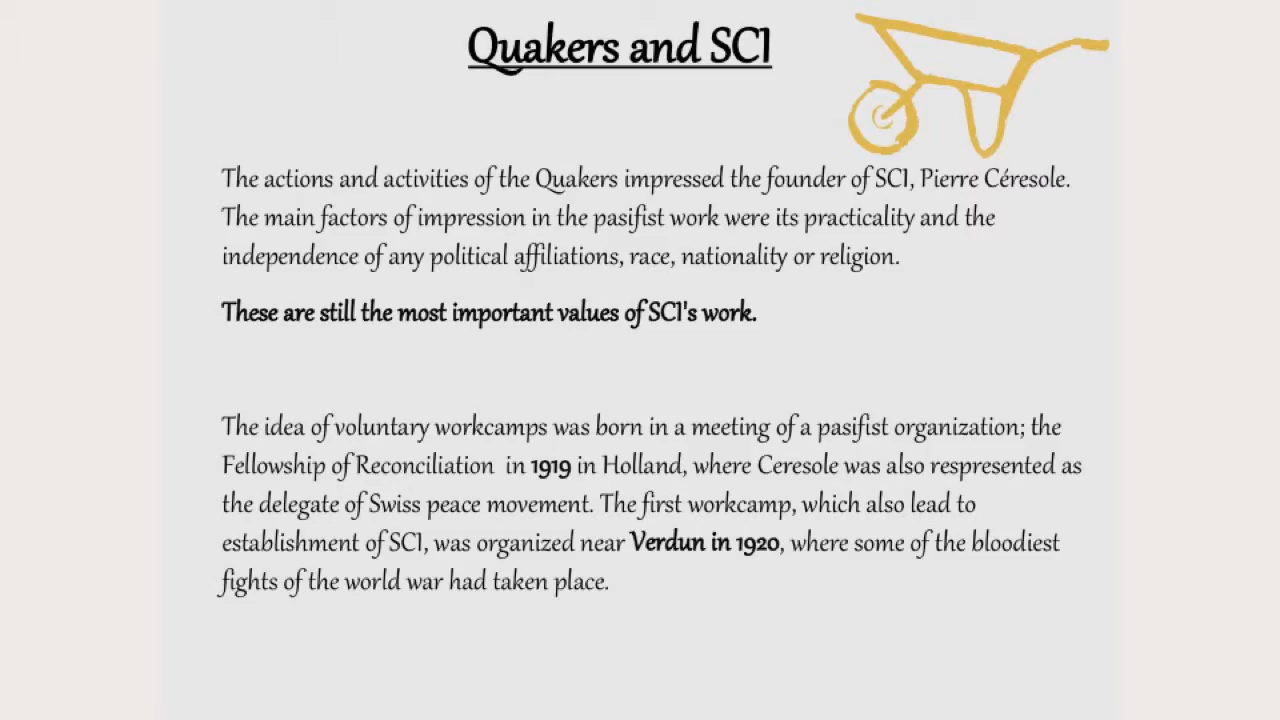 Quakers and SCI
The actions and activities of the Quakers impressed the founder of SCI, Pierre Céresole.
The main factors of impression in the pasifist work were its practicality and the
independence of any political affiliations, race, nationality or religion.
These are still the most important values of SCI's work.
The idea of voluntary workcamps was born in a meeting of a pasifist organization; the
Fellowship of Reconciliation in 1919 in Holland, where Ceresole was also respresented as
the delegate of Swiss peace movement. The first workcamp, which also lead to
establishment of SCI, was organized near Verdun in 1920, where some of the bloodiest
fights of the world war had taken place.